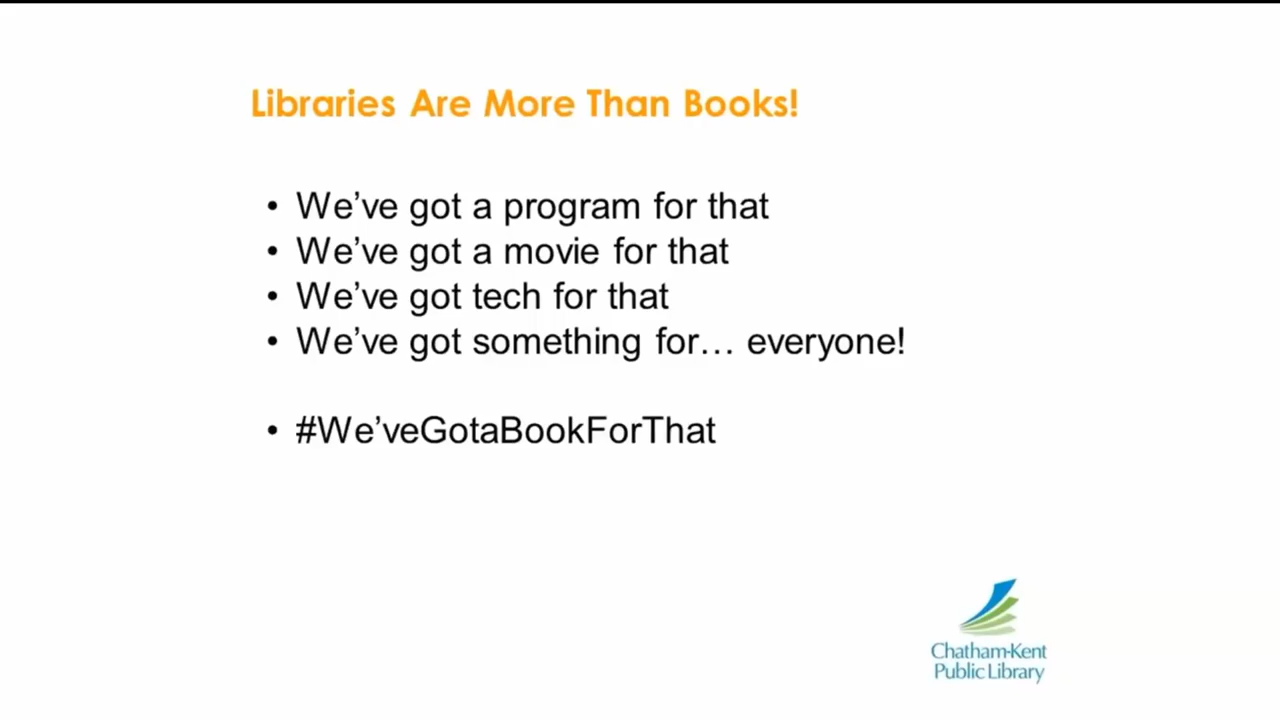 Libraries Are More Than Books!
• We’ve got a program for that
• We’ve got a movie for that
• We’ve got tech for that
• We’ve got something for… everyone!
• #We’veGotaBookForThat
Chatham-Kent
Public Library